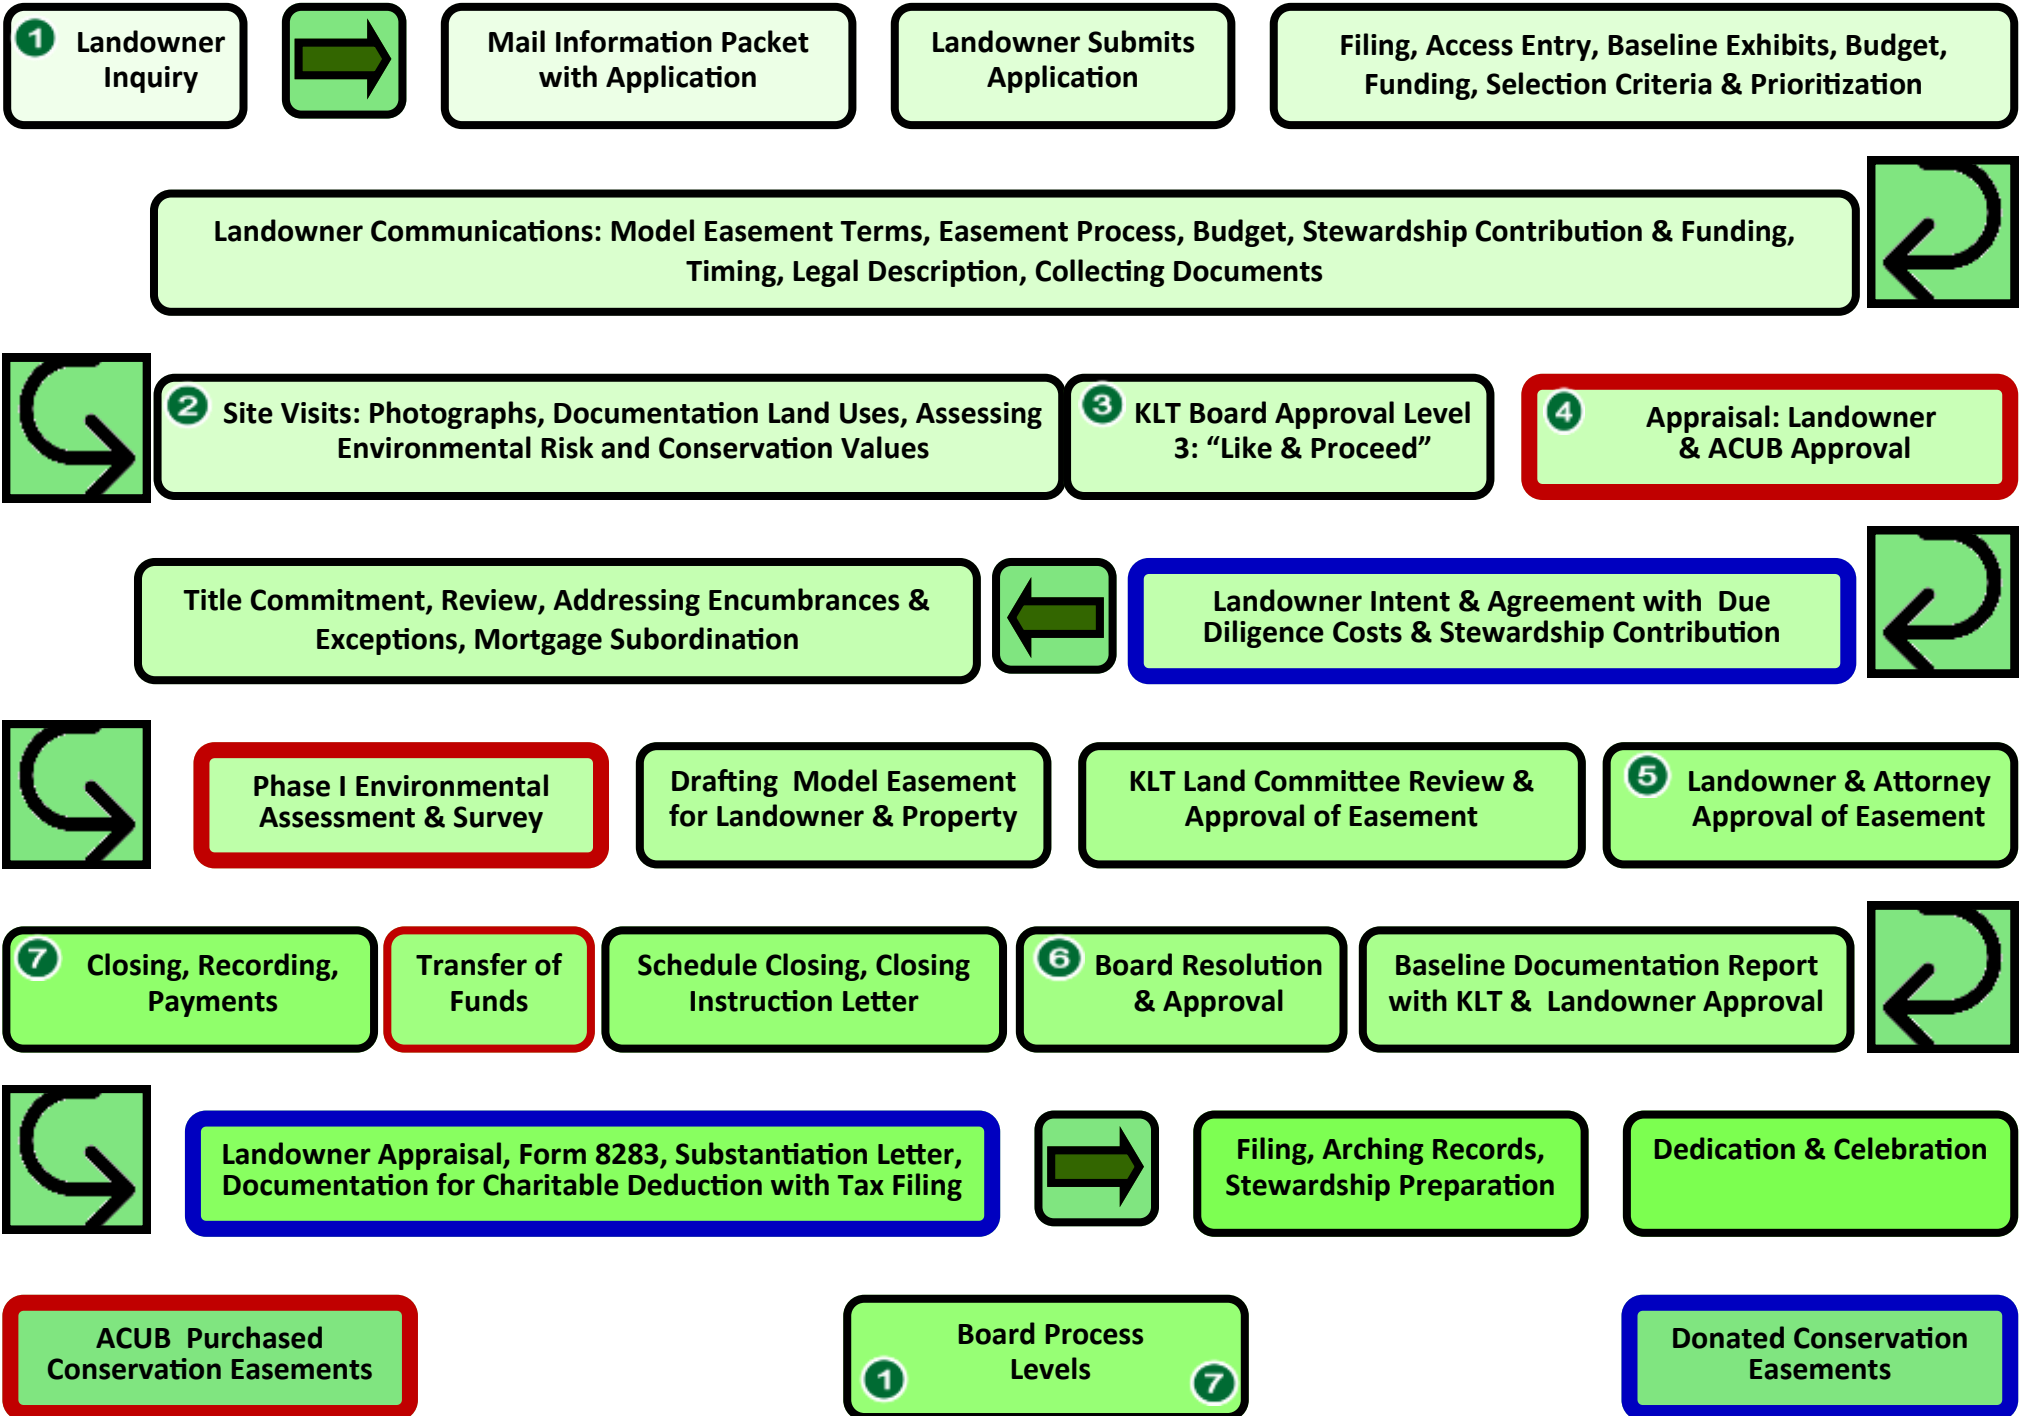 1 Landowner
Inquiry
Mail Information Packet
with Application
Landowner Submits
Application
Filing, Access Entry, Baseline Exhibits, Budget,
Funding, Selection Criteria & Prioritization
Landowner Communications: Model Easement Terms, Easement Process, Budget, Stewardship Contribution & Funding,
Timing, Legal Description, Collecting Documents
2 Site Visits: Photographs, Documentation Land Uses, Assessing
Environmental Risk and Conservation Values
3 KLT Board Approval Level
3: “Like & Proceed”
4 Appraisal: Landowner
& ACUB Approval
Landowner Intent & Agreement with Due
Diligence Costs & Stewardship Contribution
Title Commitment, Review, Addressing Encumbrances &
Exceptions, Mortgage Subordination
Phase I Environmental
Assessment & Survey
Drafting Model Easement
for Landowner & Property
KLT Land Committee Review &
Approval of Easement
5 Landowner & Attorney
Approval of Easement
Baseline Documentation Report
with KLT & Landowner Approval
6 Board Resolution
& Approval
Schedule Closing, Closing
Instruction Letter
Transfer of
Funds
7 Closing, Recording,
Payments
Landowner Appraisal, Form 8283, Substantiation Letter,
Documentation for Charitable Deduction with Tax Filing
Filing, Arching Records,
Stewardship Preparation
Dedication & Celebration
ACUB Purchased
Conservation Easements
Board Process
Levels
1 7
Donated Conservation
Easements